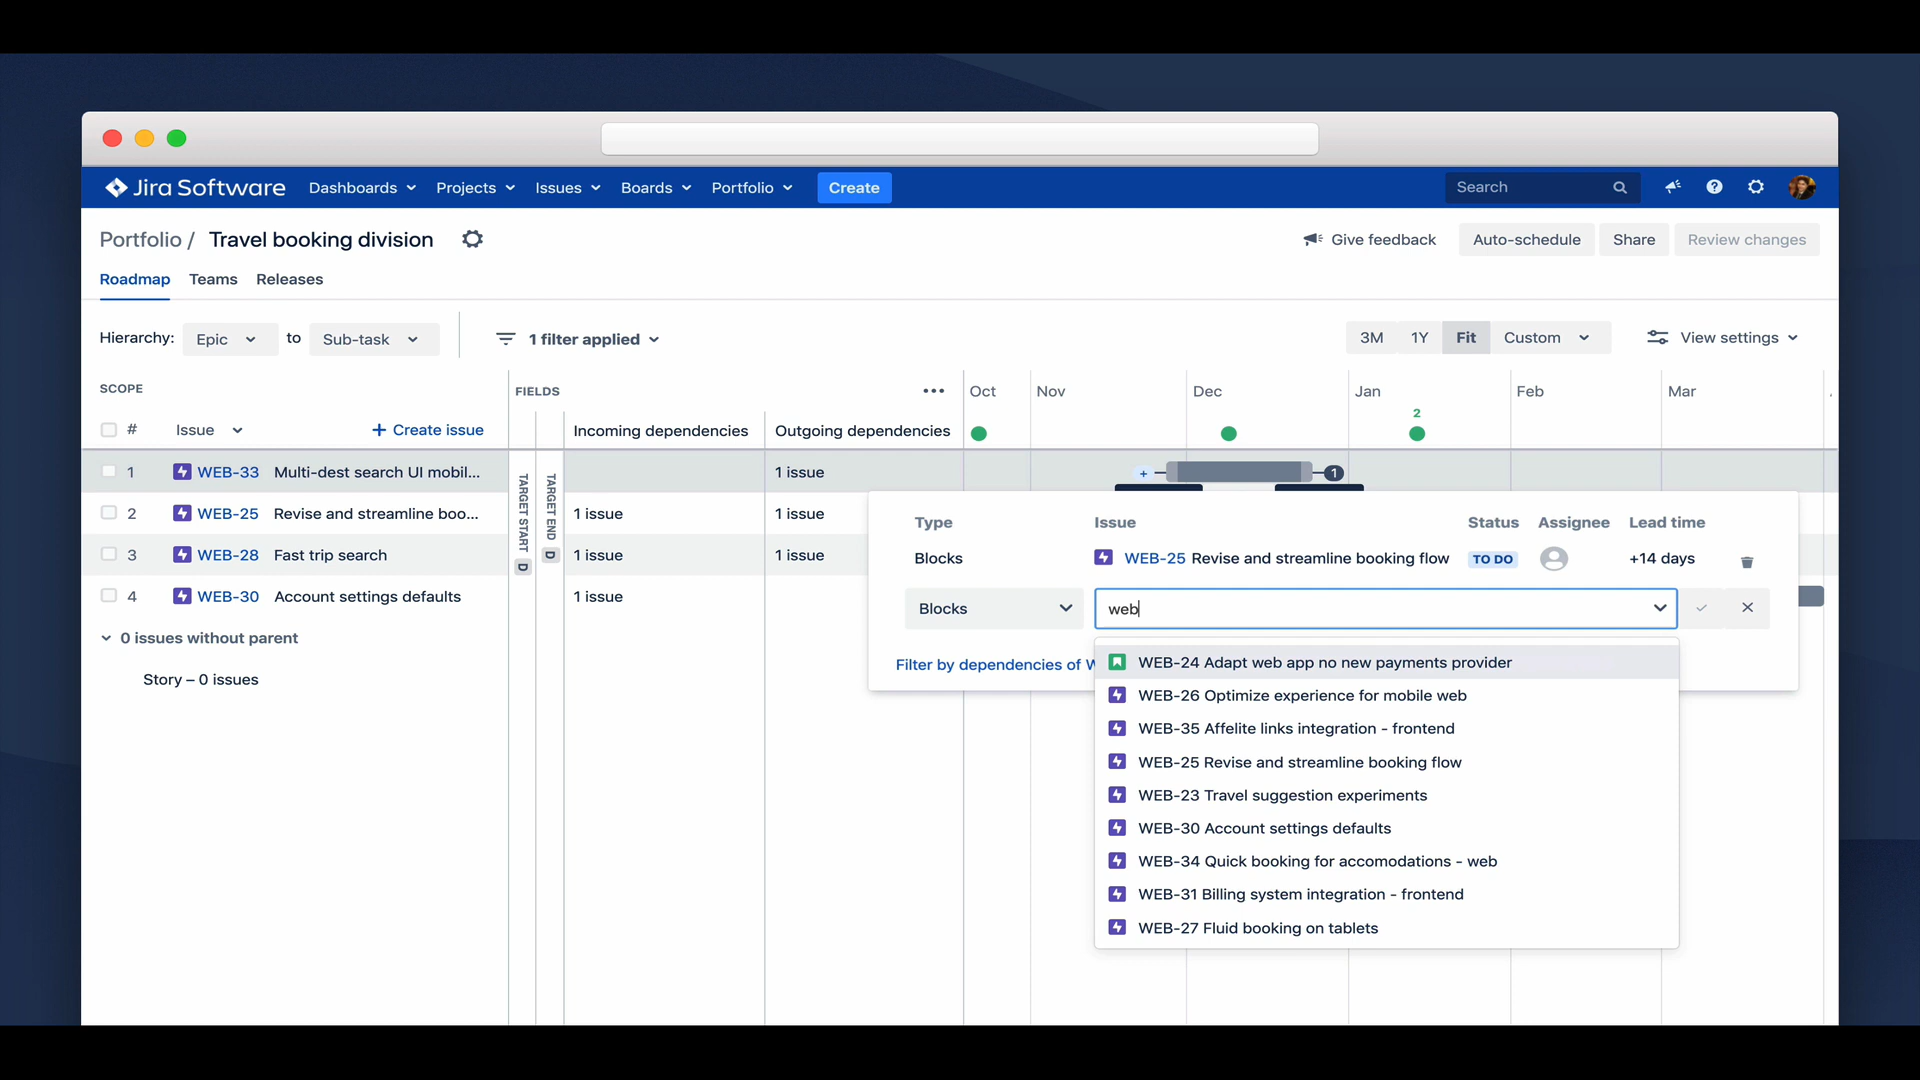 Jira Software Dashboards Projects Issues Boards Portfolio Create Search
Portfolio / Travel booking division Give feedback Auto-schedule Share Review changes
Roadmap Teams Releases
Hierarchy: Epic to Sub-task 1 filter applied 3M 1Y Fit Custom View settings
SCOPE FIELDS ••• Oct Nov Dec Jan Feb Mar
2
# Issue + Create issue Incoming dependencies Outgoing dependencies
1 WEB-33 Multi-dest search UI mobil... 1 issue + 1
TARGET START D
TARGET END D
2 WEB-25 Revise and streamline boo... 1 issue 1 issue
3 WEB-28 Fast trip search 1 issue 1 issue
4 WEB-30 Account settings defaults 1 issue
0 issues without parent
Story – 0 issues
Type Issue Status Assignee Lead time
Blocks WEB-25 Revise and streamline booking flow TO DO +14 days
Blocks web
Filter by dependencies of W
WEB-24 Adapt web app no new payments provider
WEB-26 Optimize experience for mobile web
WEB-35 Affelite links integration - frontend
WEB-25 Revise and streamline booking flow
WEB-23 Travel suggestion experiments
WEB-30 Account settings defaults
WEB-34 Quick booking for accomodations - web
WEB-31 Billing system integration - frontend
WEB-27 Fluid booking on tablets